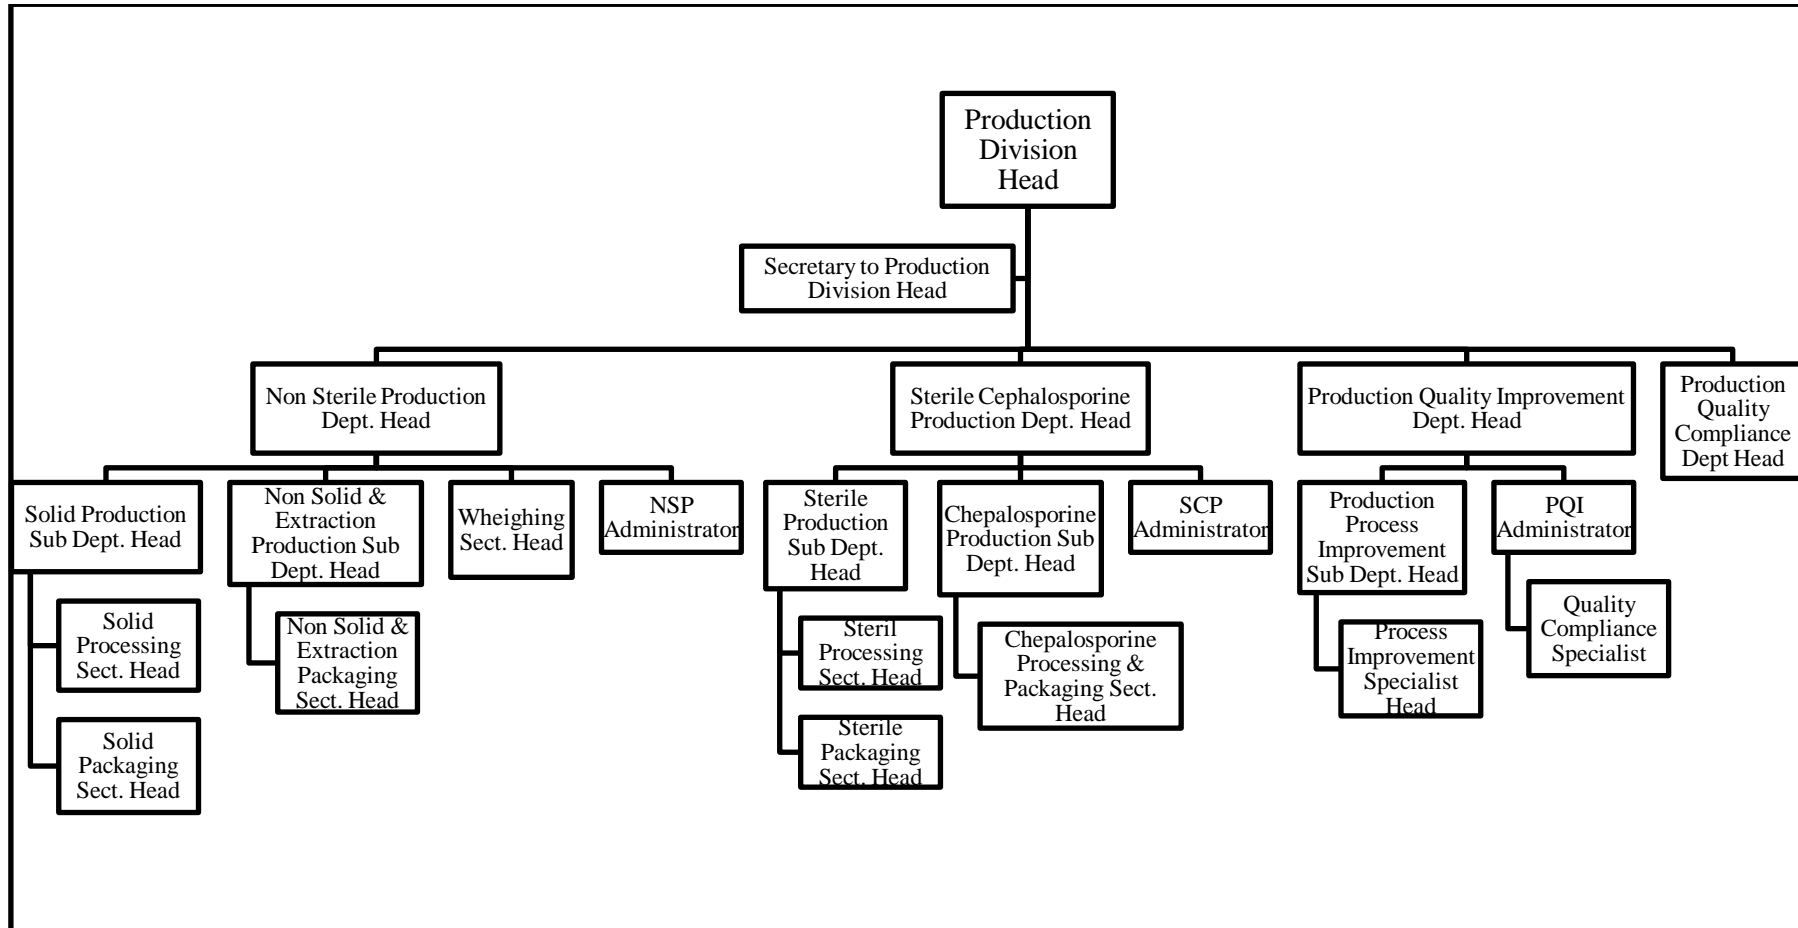 Production
Division
Head
Secretary to Production
Division Head
Non Sterile Production
Dept. Head
Sterile Cephalosporine
Production Dept. Head
Production Quality Improvement
Dept. Head
Production
Quality
Compliance
Dept Head
Solid Production
Sub Dept. Head
Non Solid &
Extraction
Production Sub
Dept. Head
Wheighing
Sect. Head
NSP
Administrator
Sterile
Production
Sub Dept.
Head
Chepalosporine
Production Sub
Dept. Head
SCP
Administrator
Production
Process
Improvement
Sub Dept. Head
PQI
Administrator
Solid
Processing
Sect. Head
Non Solid &
Extraction
Packaging
Sect. Head
Steril
Processing
Sect. Head
Chepalosporine
Processing &
Packaging Sect.
Head
Process
Improvement
Specialist
Head
Quality
Compliance
Specialist
Solid
Packaging
Sect. Head
Sterile
Packaging
Sect. Head